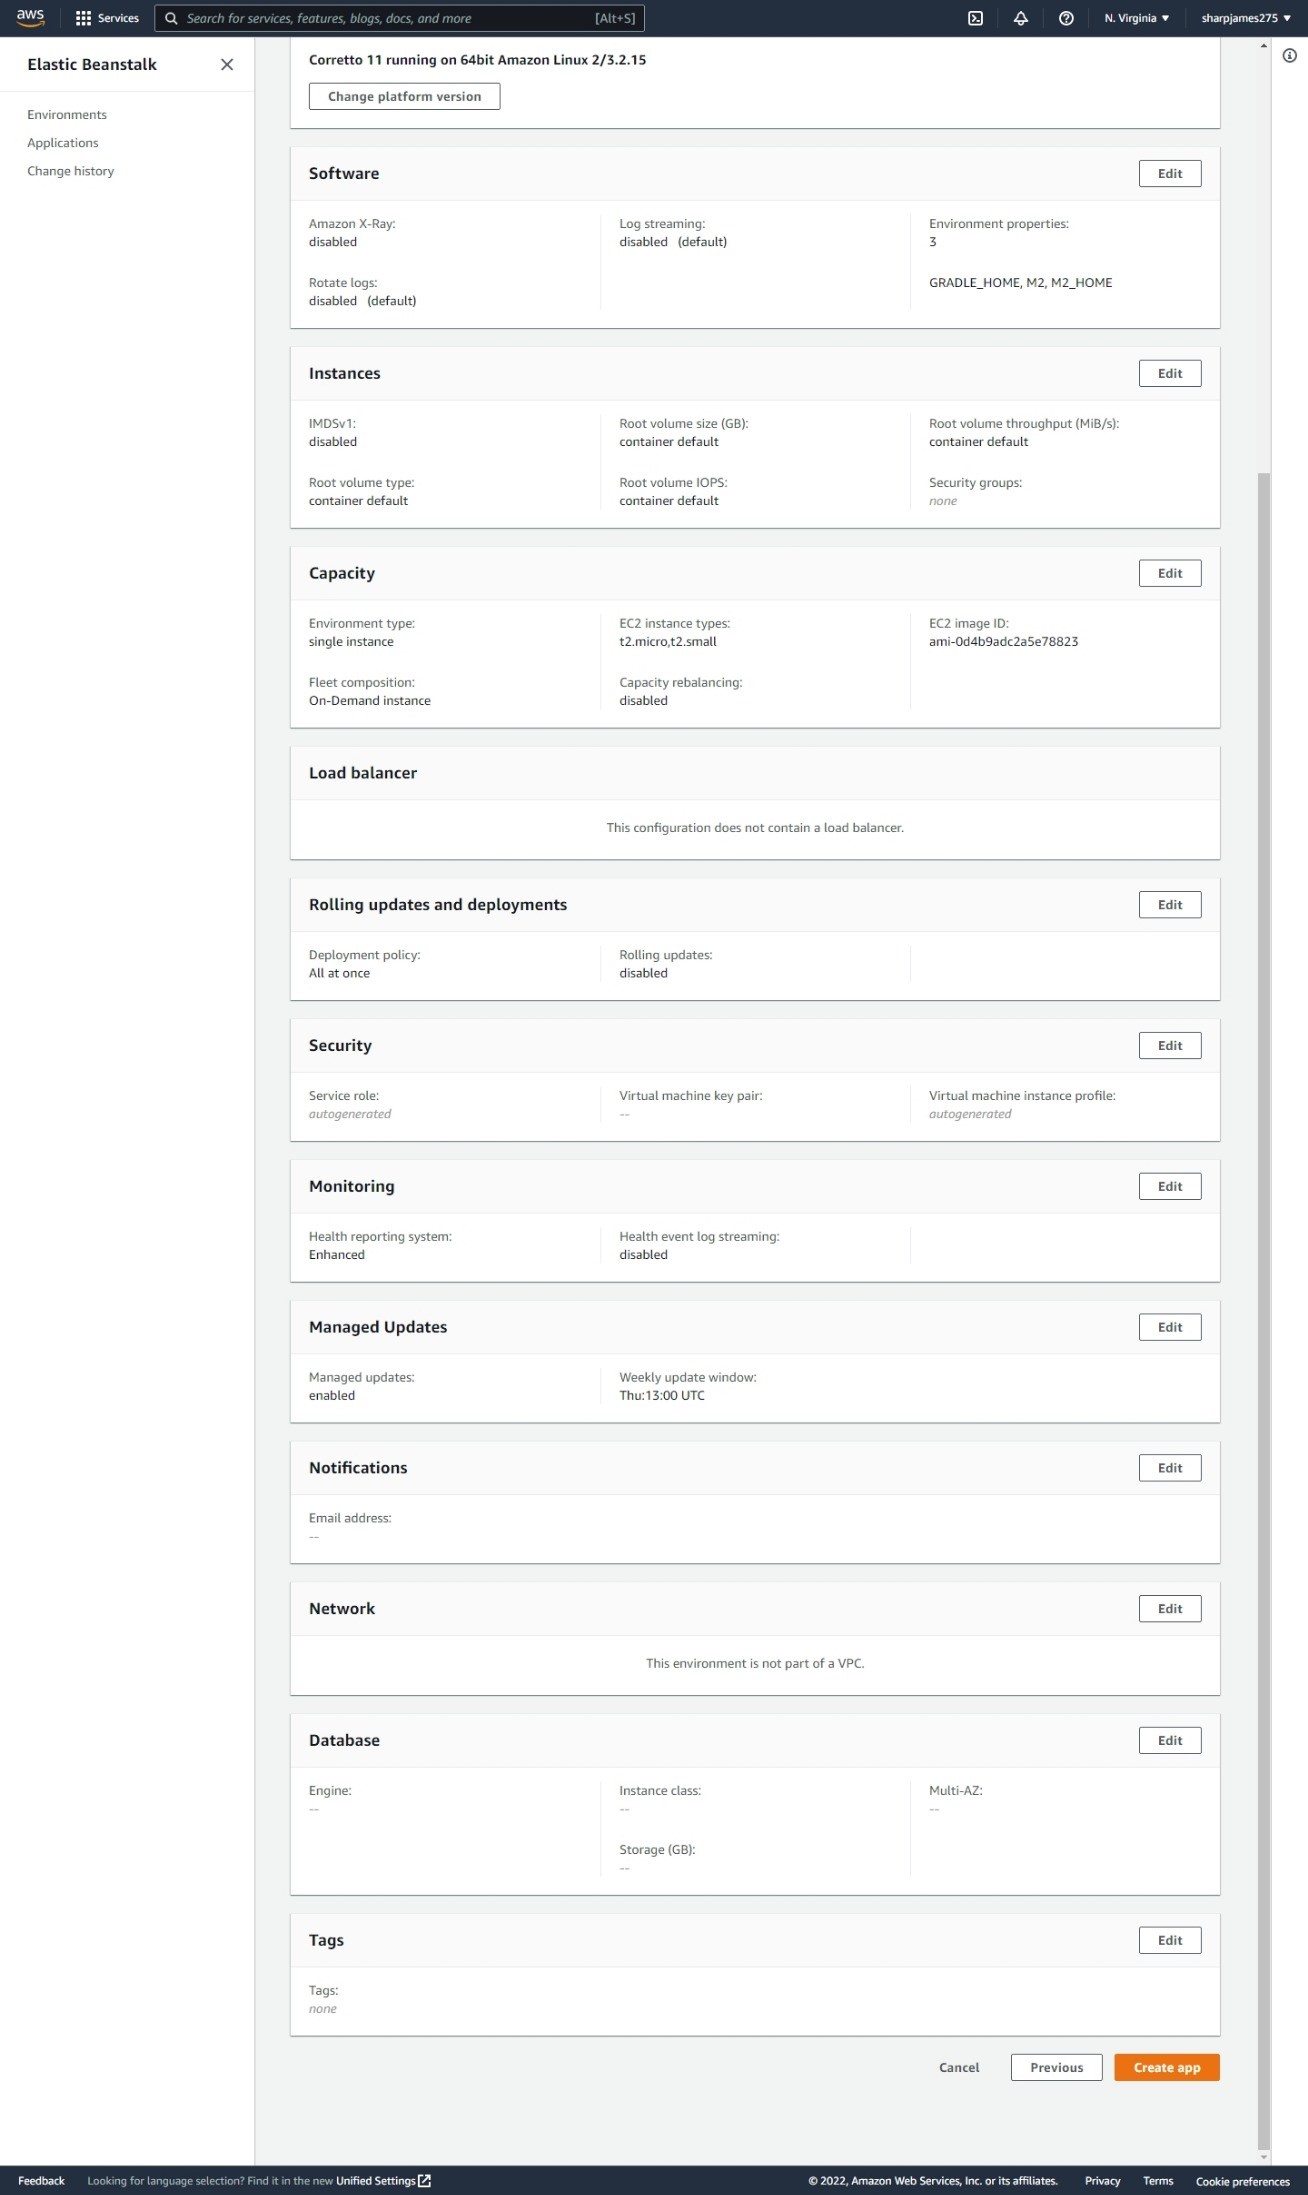 aws
Services
Search for services, features, blogs, docs, and more
[Alt+S]
N. Virginia ▼
sharpjames275 ▼
Elastic Beanstalk
Environments
Applications
Change history
Corretto 11 running on 64bit Amazon Linux 2/3.2.15
Change platform version
Software
Edit
Amazon X-Ray:
disabled
Rotate logs:
disabled (default)
Log streaming:
disabled (default)
Environment properties:
3
GRADLE_HOME, M2, M2_HOME
Instances
Edit
IMDSv1:
disabled
Root volume type:
container default
Root volume size (GB):
container default
Root volume IOPS:
container default
Root volume throughput (MiB/s):
container default
Security groups:
none
Capacity
Edit
Environment type:
single instance
Fleet composition:
On-Demand instance
EC2 instance types:
t2.micro,t2.small
Capacity rebalancing:
disabled
EC2 image ID:
ami-0d4b9adc2a5e78823
Load balancer
This configuration does not contain a load balancer.
Rolling updates and deployments
Edit
Deployment policy:
All at once
Rolling updates:
disabled
Security
Edit
Service role:
autogenerated
Virtual machine key pair:
--
Virtual machine instance profile:
autogenerated
Monitoring
Edit
Health reporting system:
Enhanced
Health event log streaming:
disabled
Managed Updates
Edit
Managed updates:
enabled
Weekly update window:
Thu:13:00 UTC
Notifications
Edit
Email address:
--
Network
Edit
This environment is not part of a VPC.
Database
Edit
Engine:
--
Instance class:
--
Storage (GB):
--
Multi-AZ:
--
Tags
Edit
Tags:
none
Cancel
Previous
Create app
Feedback
Looking for language selection? Find it in the new Unified Settings
© 2022, Amazon Web Services, Inc. or its affiliates.
Privacy
Terms
Cookie preferences